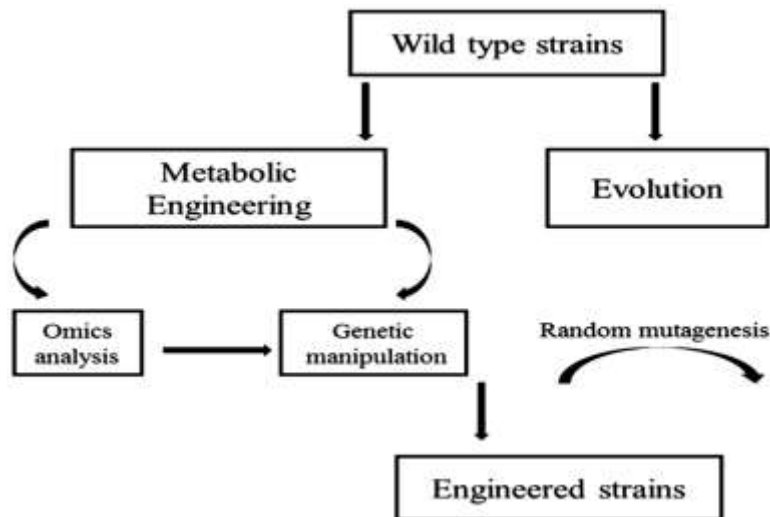 Wild type strains
Metabolic
Engineering
Evolution
Omics
analysis
Genetic
manipulation
Random mutagenesis
Engineered strains